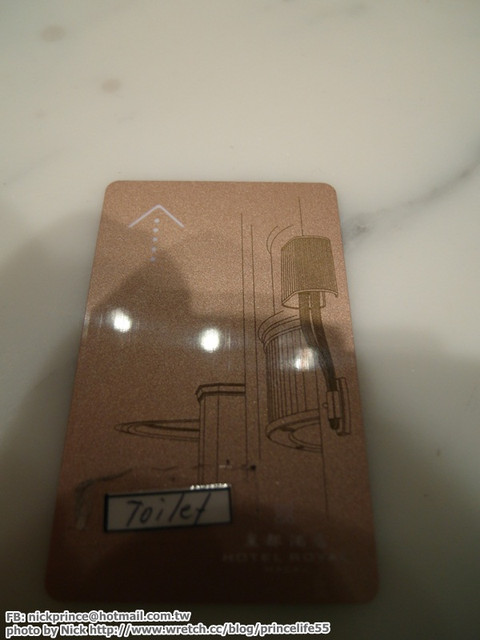 Toilet
HOTEL ROYAL
FB: nickprince@hotmail.com.tw
photo by Nick http://www.wretch.cc/blog/princelife55